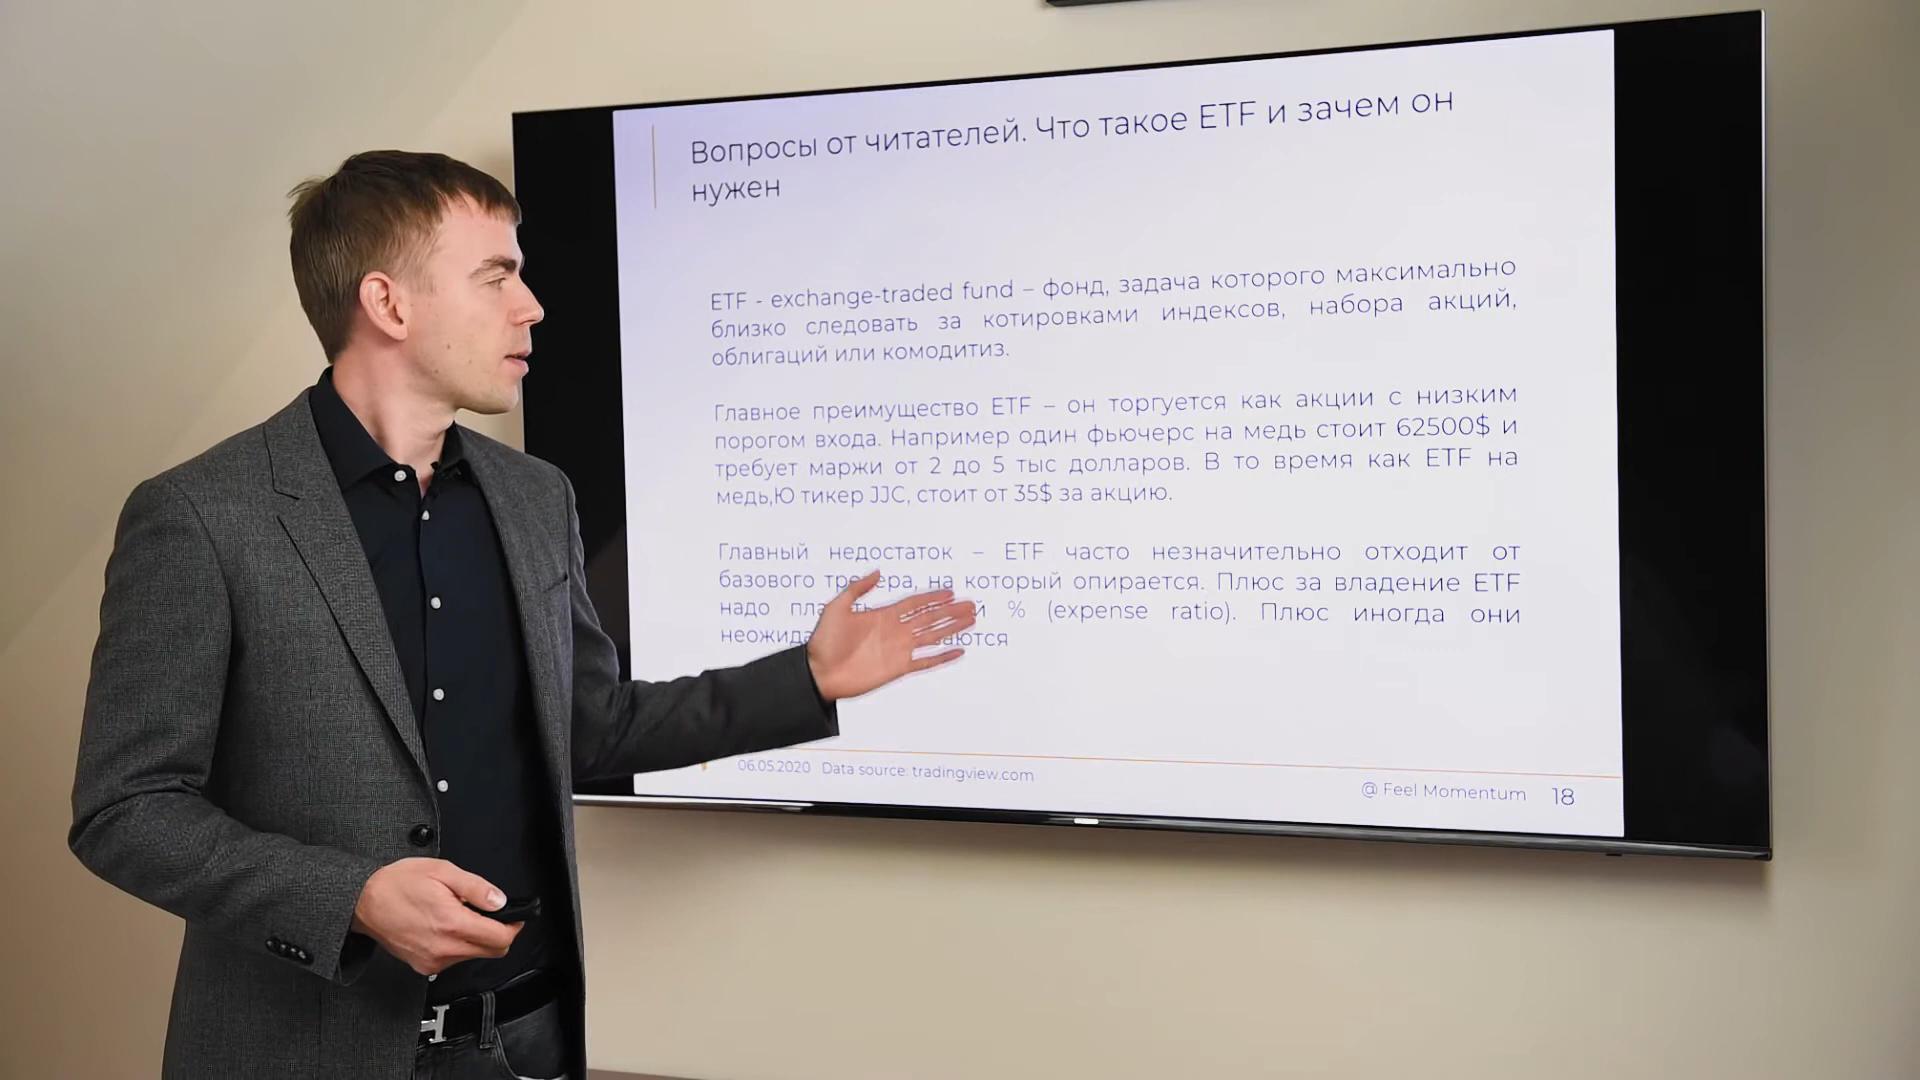 Вопросы от читателей. Что такое ETF и зачем он
нужен
ETF - exchange-traded fund – фонд, задача которого максимально
близко следовать за котировками индексов, набора акций,
облигаций или комодитиз.
Главное преимущество ETF – он торгуется как акции с низким
порогом входа. Например один фьючерс на медь стоит 62500$ и
требует маржи от 2 до 5 тыс долларов. В то время как ETF на
медь,Ю тикер JJC, стоит от 35$ за акцию.
Главный недостаток – ETF часто незначительно отходит от
базового на который опирается. Плюс за владение ETF
надо % (expense ratio). Плюс иногда они
06.05.2020 Data source: tradingview.com
@ Feel Momentum 18